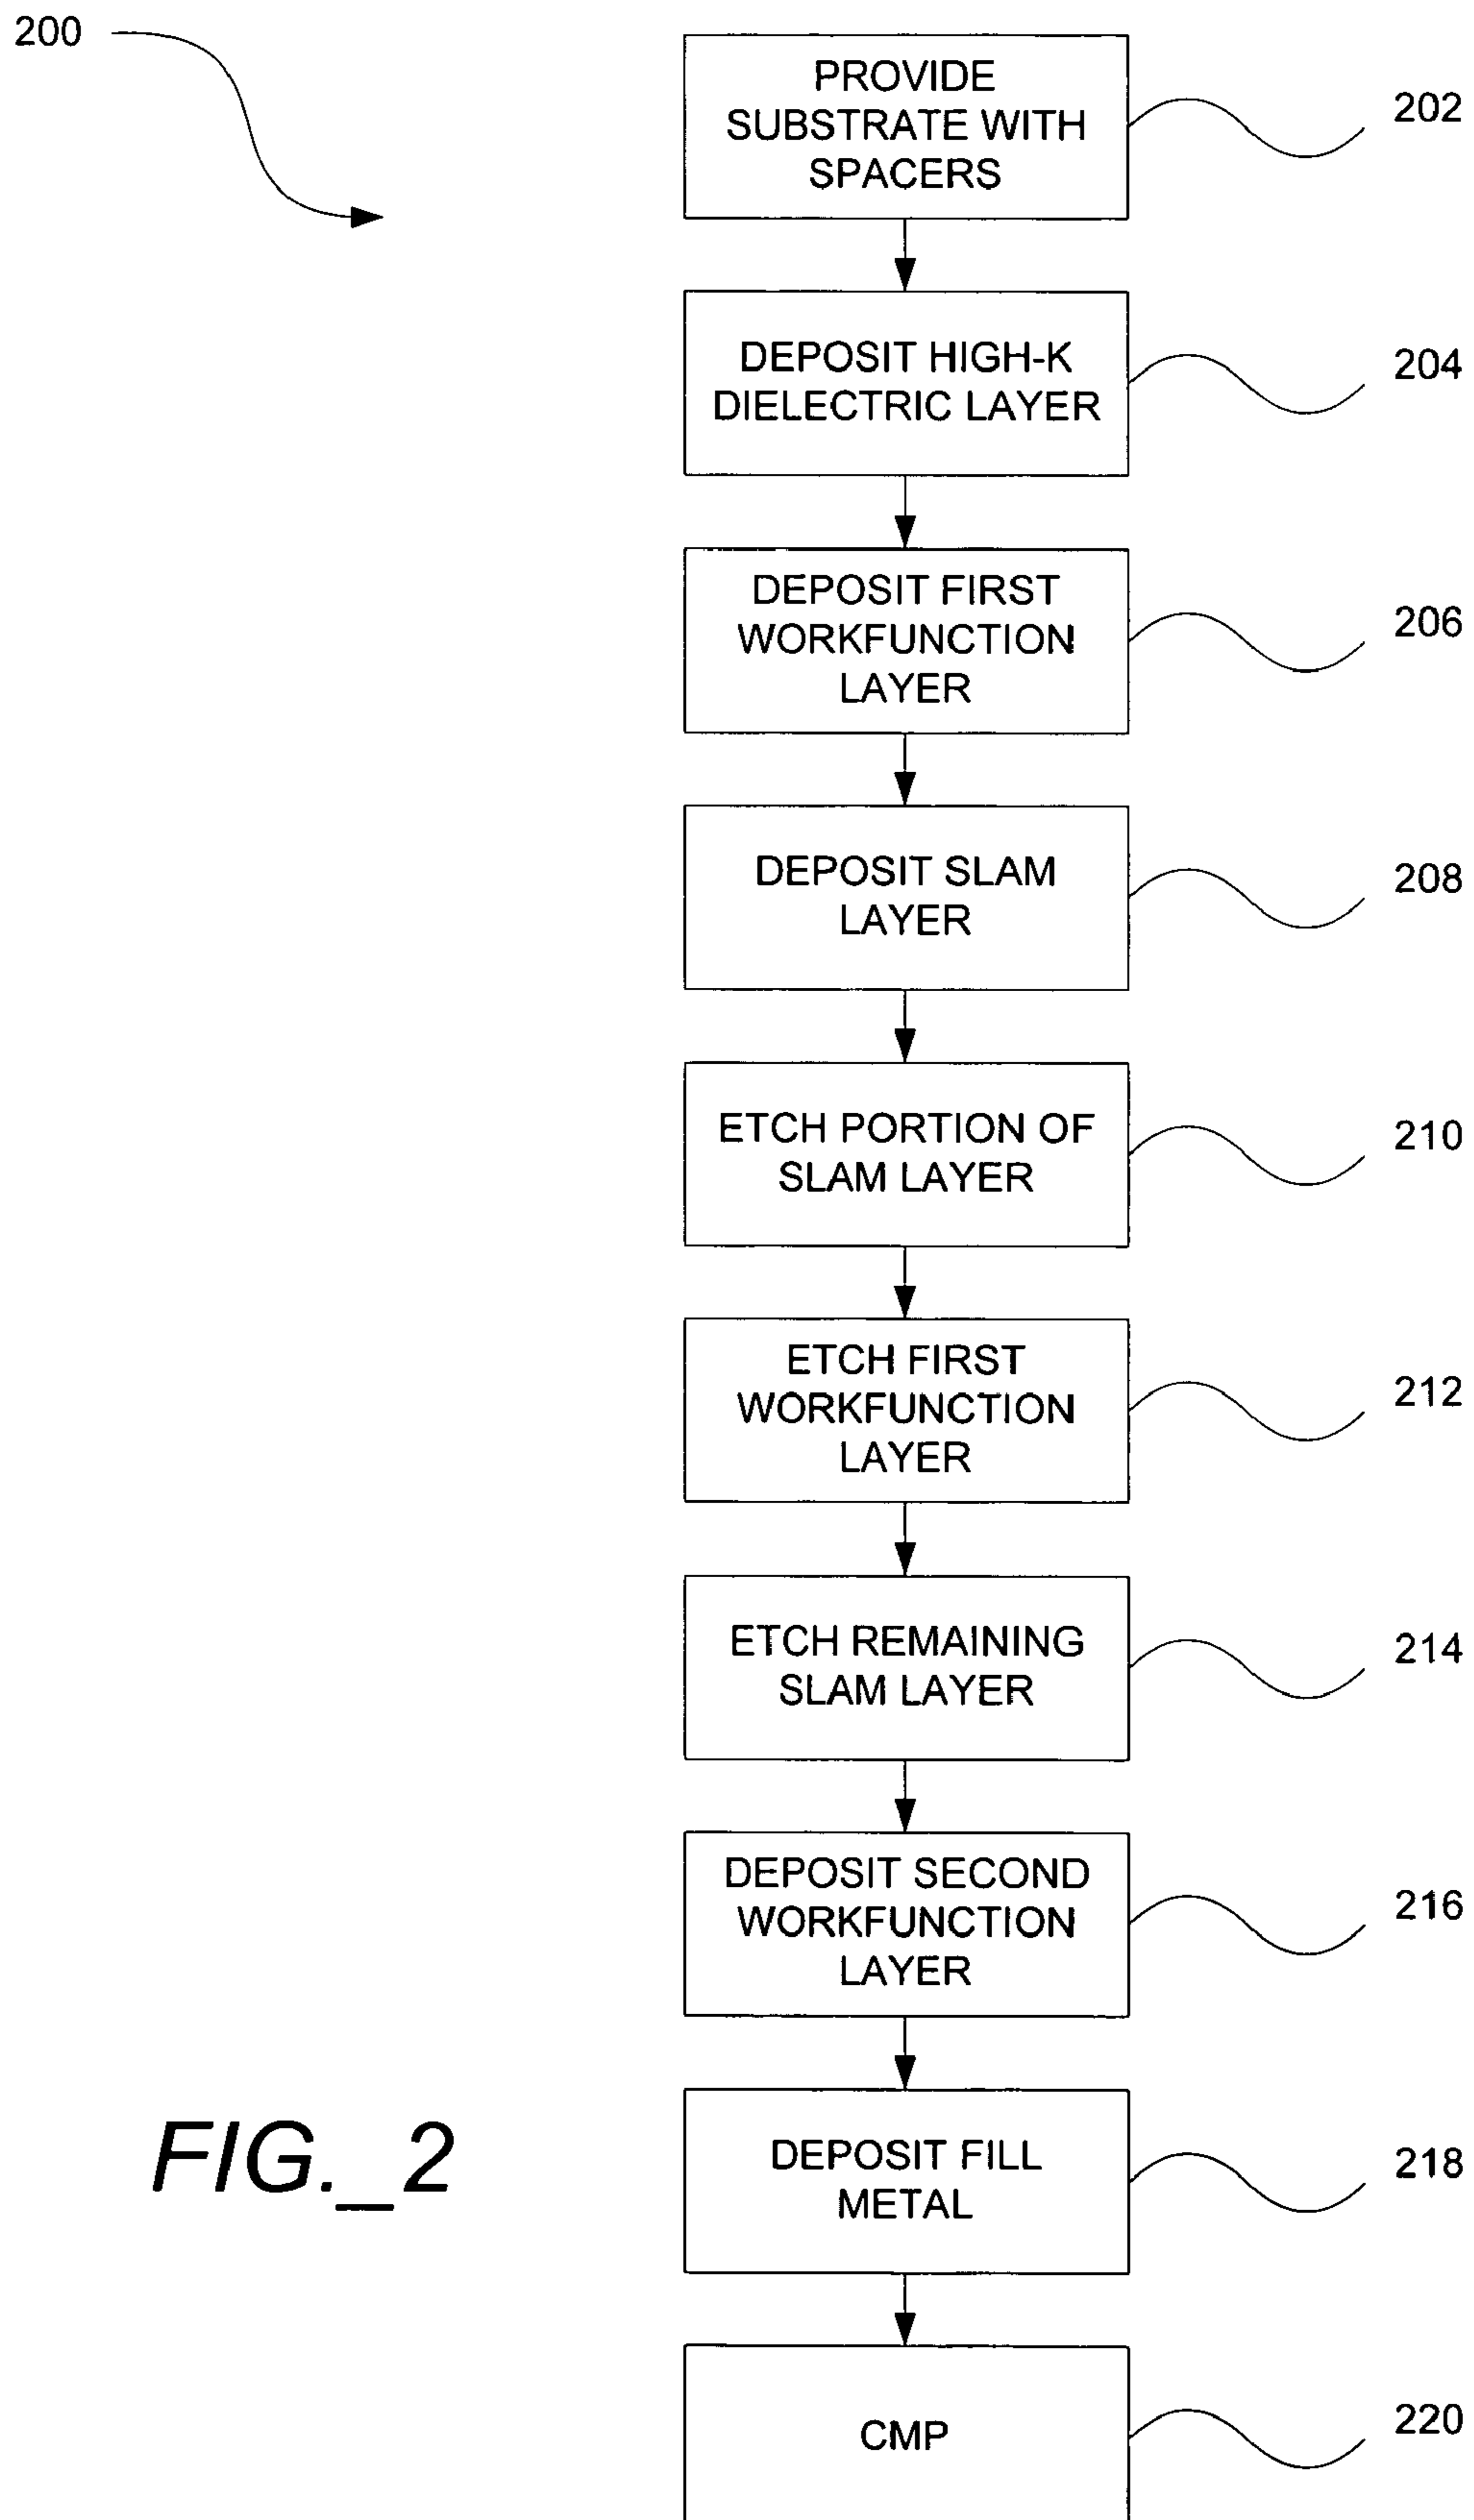 200
PROVIDE
SUBSTRATE WITH
SPACERS
202
DEPOSIT HIGH-K
DIELECTRIC LAYER
204
DEPOSIT FIRST
WORKFUNCTION
LAYER
206
DEPOSIT SLAM
LAYER
208
ETCH PORTION OF
SLAM LAYER
210
ETCH FIRST
WORKFUNCTION
LAYER
212
ETCH REMAINING
SLAM LAYER
214
DEPOSIT SECOND
WORKFUNCTION
LAYER
216
DEPOSIT FILL
METAL
218
FIG._2
CMP
220